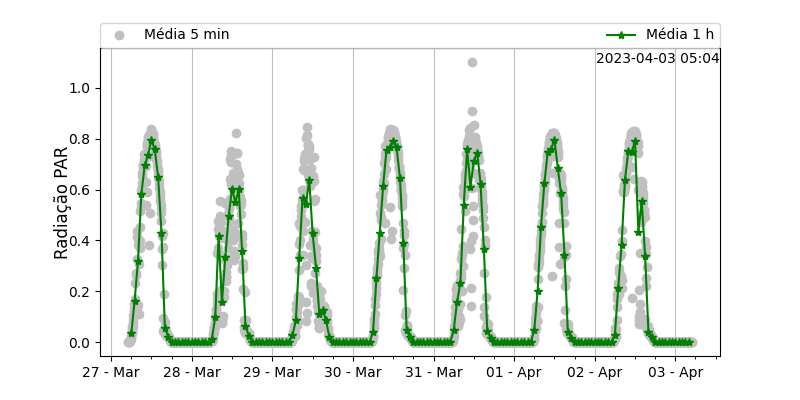 Média 5 min
Média 1 h
2023-04-03 05:04
Radiação PAR
1.0
0.8
0.6
0.4
0.2
0.0
27 - Mar
28 - Mar
29 - Mar
30 - Mar
31 - Mar
01 - Apr
02 - Apr
03 - Apr